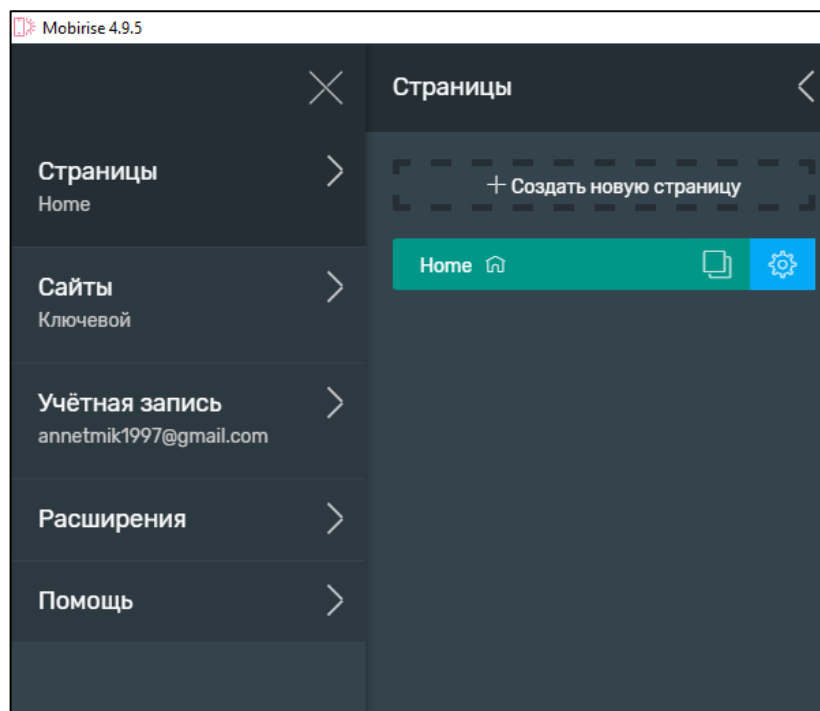 Mobirise 4.9.5
Страницы
Home
Сайты
Ключевой
Учётная запись
annetmik1997@gmail.com
Расширения
Помощь
Страницы
Создать новую страницу
Home